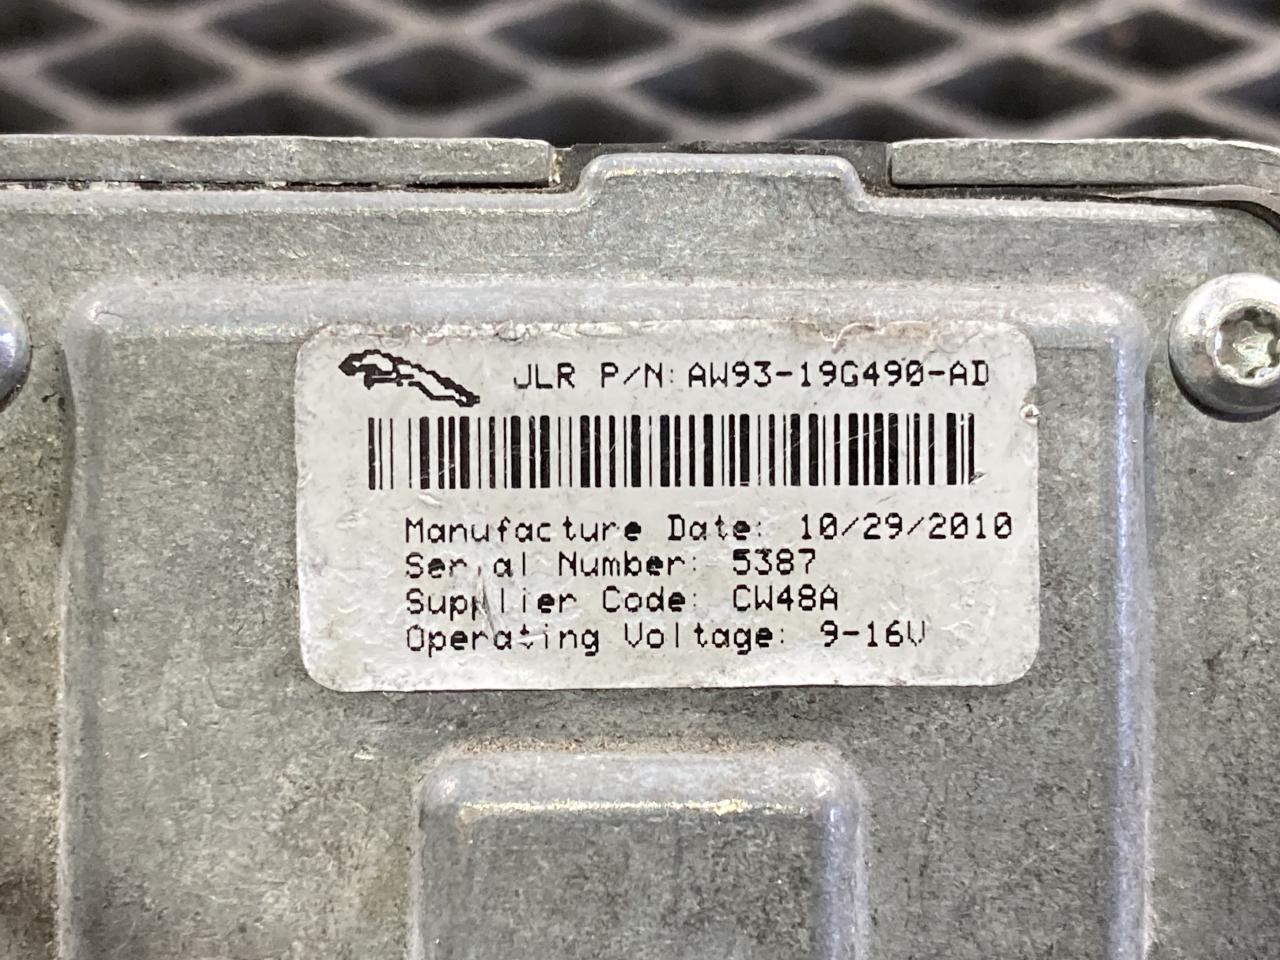 JLR P/N: AW93-19G490-AD
Manufacture Date: 10/29/2010
Serial Number: 5387
Supplier Code: CW48A
Operating Voltage: 9-16V